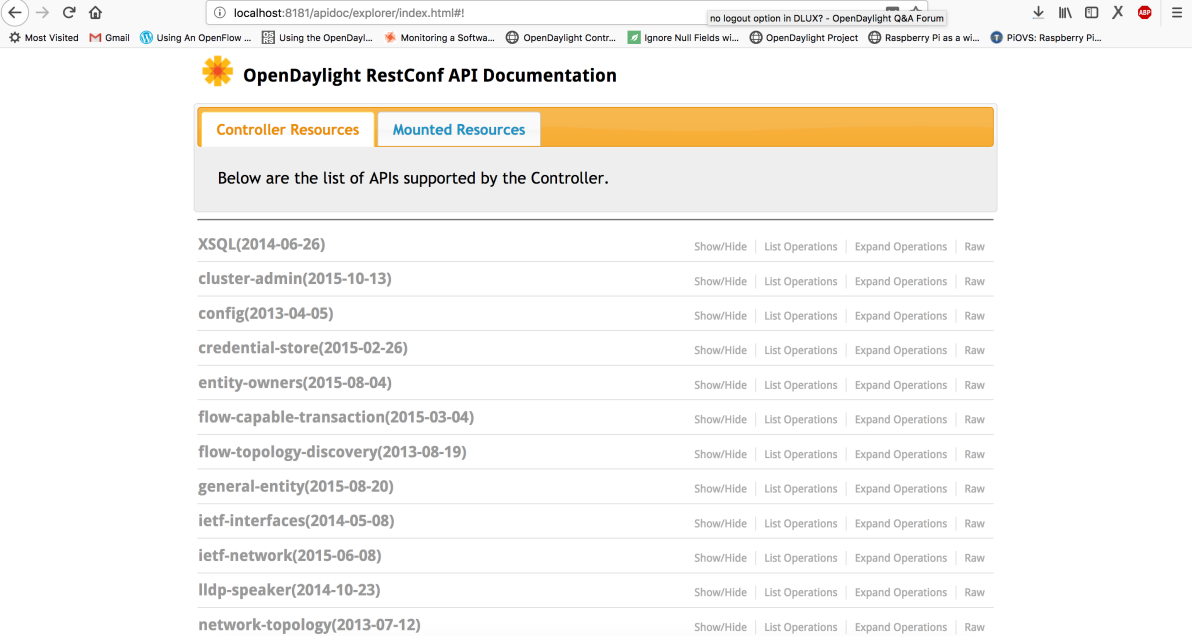 localhost:8181/apidoc/explorer/index.html#!
no logout option in DLUX? - OpenDaylight Q&A Forum
ABP
Most Visited Gmail Using An OpenFlow ... Using the OpenDayl... Monitoring a Softwa... OpenDaylight Contr... Ignore Null Fields wi... OpenDaylight Project Raspberry Pi as a wi... PiOVS: Raspberry Pi...
OpenDaylight RestConf API Documentation
Controller Resources Mounted Resources
Below are the list of APIs supported by the Controller.
XSQL(2014-06-26) Show/Hide List Operations Expand Operations Raw
cluster-admin(2015-10-13) Show/Hide List Operations Expand Operations Raw
config(2013-04-05) Show/Hide List Operations Expand Operations Raw
credential-store(2015-02-26) Show/Hide List Operations Expand Operations Raw
entity-owners(2015-08-04) Show/Hide List Operations Expand Operations Raw
flow-capable-transaction(2015-03-04) Show/Hide List Operations Expand Operations Raw
flow-topology-discovery(2013-08-19) Show/Hide List Operations Expand Operations Raw
general-entity(2015-08-20) Show/Hide List Operations Expand Operations Raw
ietf-interfaces(2014-05-08) Show/Hide List Operations Expand Operations Raw
ietf-network(2015-06-08) Show/Hide List Operations Expand Operations Raw
lldp-speaker(2014-10-23) Show/Hide List Operations Expand Operations Raw
network-topology(2013-07-12) Show/Hide List Operations Expand Operations Raw